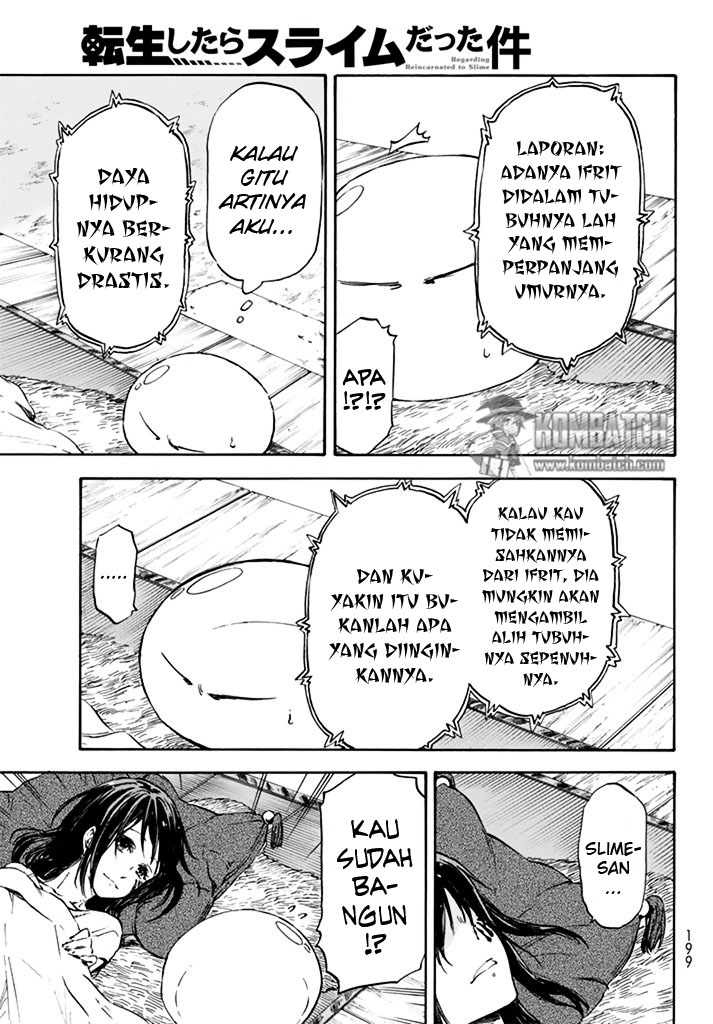 転生したらスライムだった件
Regarding
Reincarnated to Slime
LAPORAN:
ADANYA IFRIT
DIDALAM TU-
BUHNYA LAH
YANG MEM-
PERPANJANG
UMURNYA.
APA
!?!?
KALAU
GITU
ARTINYA
AKU...
DAYA
HIDUP-
NYA BER-
KURANG
DRASTIS.
KOMBATCH
www.kombatch.com
KALAU KAU
TIDAK MEMI-
SAHKANNYA
DARI IFRIT, DIA
MUNGKIN AKAN
MENGAMBIL
ALIH TUBUH-
NYA SEPENUH-
NYA.
DAN KU-
YAKIN ITU BU-
KANLAH APA
YANG DIINGIN-
KANNYA.
......
SLIME-
SAN
...
KAU
SUDAH
BA-
NGUN
!?
199